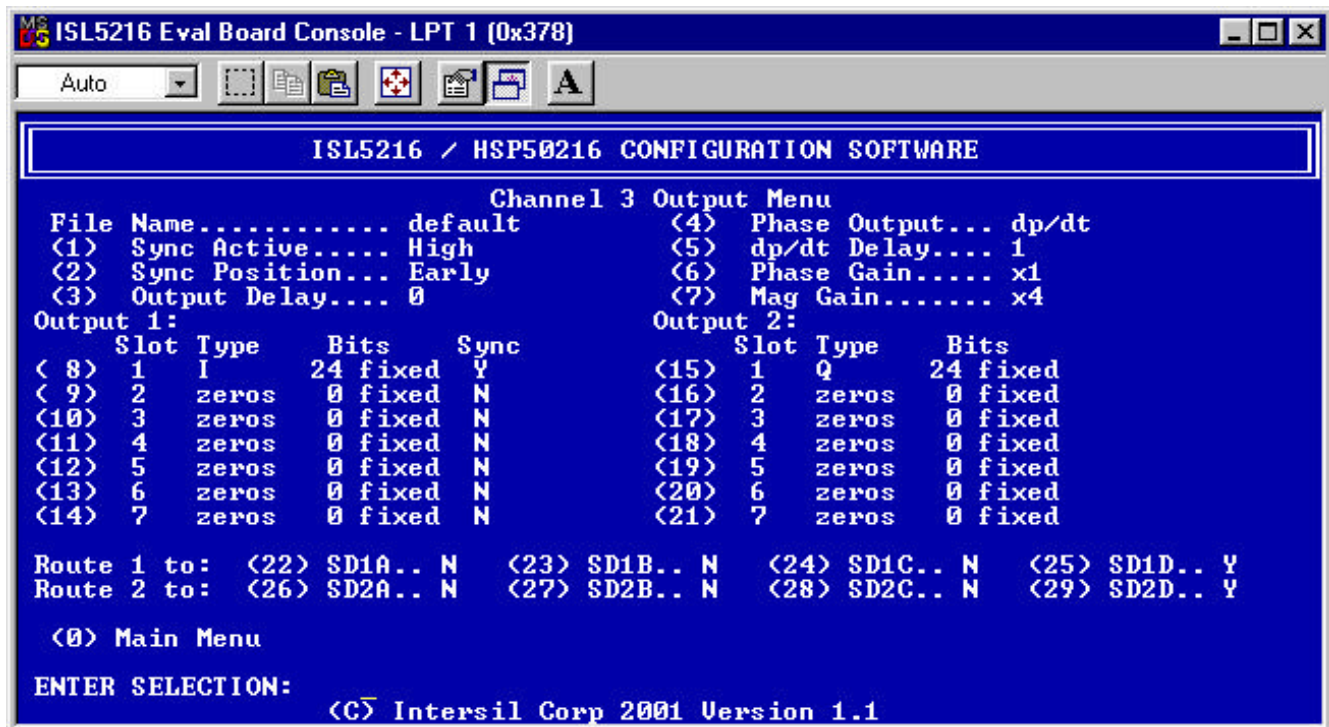 ISL5216 Eval Board Console - LPT 1 (0x378)
Auto
A
ISL5216 / HSP50216 CONFIGURATION SOFTWARE
Channel 3 Output Menu
File Name............ default (4) Phase Output... dp/dt
(1) Sync Active..... High (5) dp/dt Delay.... 1
(2) Sync Position... Early (6) Phase Gain..... x1
(3) Output Delay.... 0 (7) Mag Gain....... x4
Output 1: Output 2:
Slot Type Bits Sync Slot Type Bits
( 8) 1 I 24 fixed Y (15) 1 Q 24 fixed
( 9) 2 zeros 0 fixed N (16) 2 zeros 0 fixed
(10) 3 zeros 0 fixed N (17) 3 zeros 0 fixed
(11) 4 zeros 0 fixed N (18) 4 zeros 0 fixed
(12) 5 zeros 0 fixed N (19) 5 zeros 0 fixed
(13) 6 zeros 0 fixed N (20) 6 zeros 0 fixed
(14) 7 zeros 0 fixed N (21) 7 zeros 0 fixed
Route 1 to: (22) SD1A.. N (23) SD1B.. N (24) SD1C.. N (25) SD1D.. Y
Route 2 to: (26) SD2A.. N (27) SD2B.. N (28) SD2C.. N (29) SD2D.. Y
(0) Main Menu
ENTER SELECTION:
(C) Intersil Corp 2001 Version 1.1